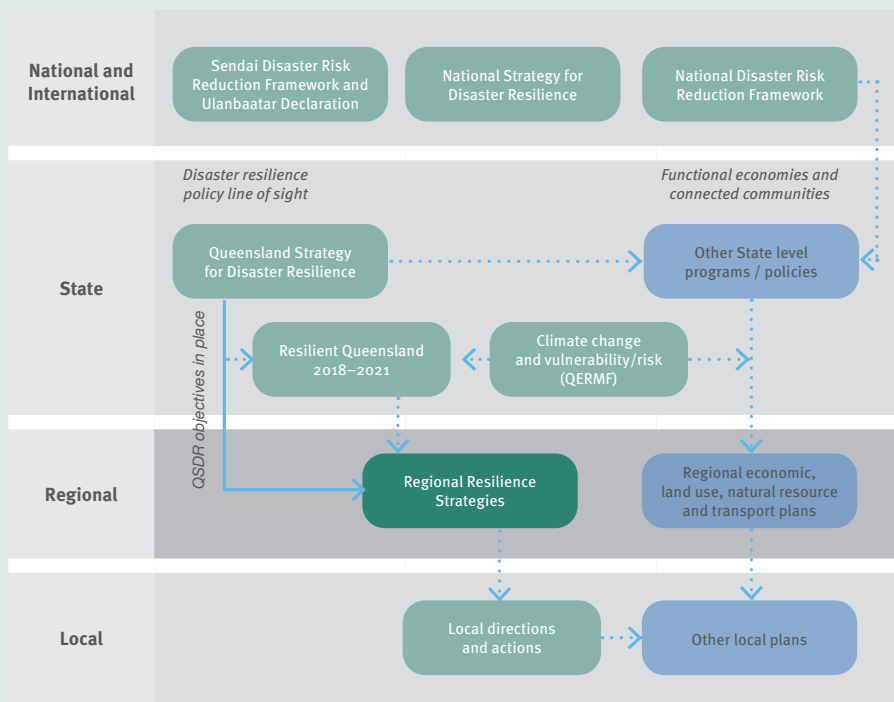 National and
International
Sendai Disaster Risk
Reduction Framework and
Ulanbaatar Declaration
National Strategy for
Disaster Resilience
National Disaster Risk
Reduction Framework
State
Disaster resilience
policy line of sight
Functional economies and
connected communities
Queensland Strategy
for Disaster Resilience
Other State level
programs / policies
QSDR objectives in place
Resilient Queensland
2018–2021
Climate change
and vulnerability/risk
(QERMF)
Regional
Regional Resilience
Strategies
Regional economic,
land use, natural resource
and transport plans
Local
Local directions
and actions
Other local plans